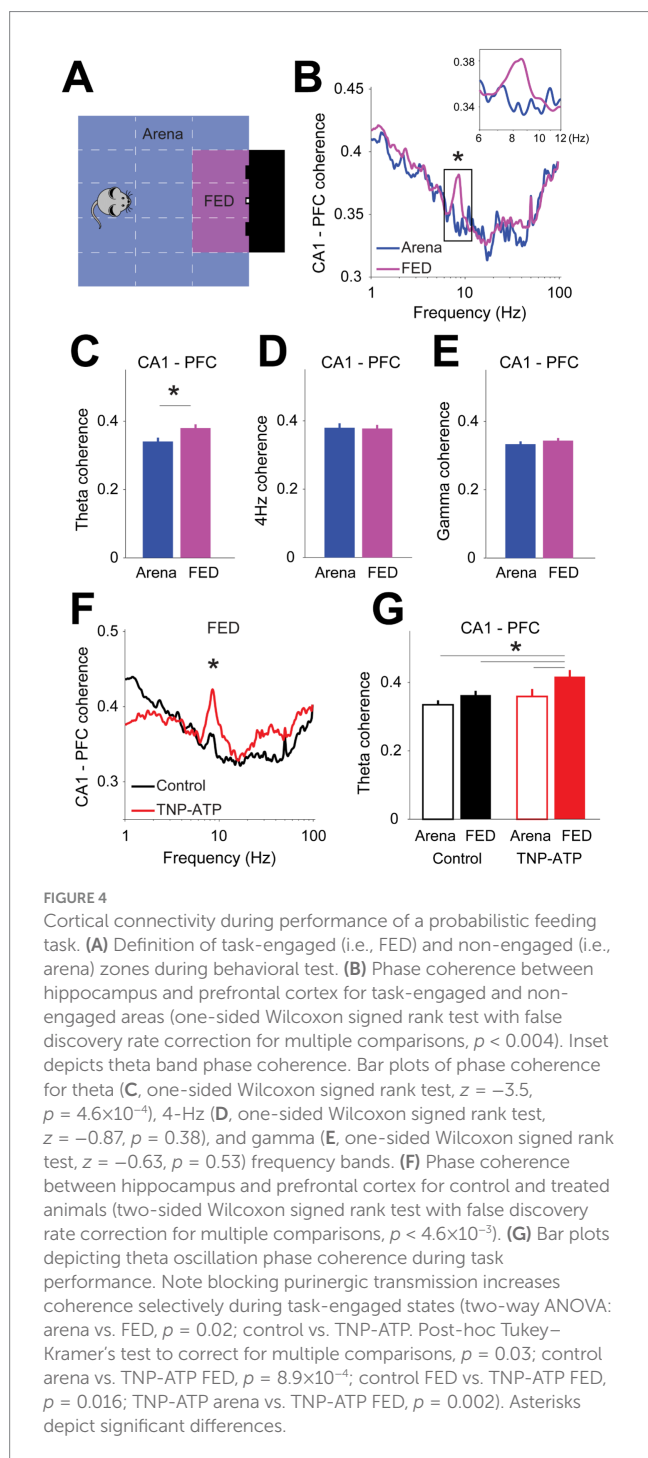 A
Arena
FED
B
CA1 - PFC coherence
0.45
0.4
0.35
0.3
1
10
100
Frequency (Hz)
*
Arena
FED
0.38
0.34
6
8
10
12 (Hz)
C
CA1 - PFC
*
Theta coherence
0.4
0.2
0
Arena FED
D
CA1 - PFC
4Hz coherence
0.4
0.2
0
Arena FED
E
CA1 - PFC
Gamma coherence
0.4
0.2
0
Arena FED
F
FED
*
CA1 - PFC coherence
0.5
0.4
0.3
Control
TNP-ATP
1
10
100
Frequency (Hz)
G
CA1 - PFC
*
Theta coherence
0.4
0.2
0
Arena FED Arena FED
Control TNP-ATP
FIGURE 4
Cortical connectivity during performance of a probabilistic feeding
task. (A) Definition of task-engaged (i.e., FED) and non-engaged (i.e.,
arena) zones during behavioral test. (B) Phase coherence between
hippocampus and prefrontal cortex for task-engaged and non-
engaged areas (one-sided Wilcoxon signed rank test with false
discovery rate correction for multiple comparisons, p < 0.004). Inset
depicts theta band phase coherence. Bar plots of phase coherence
for theta (C, one-sided Wilcoxon signed rank test, z = −3.5,
p = 4.6×10⁻⁴), 4-Hz (D, one-sided Wilcoxon signed rank test,
z = −0.87, p = 0.38), and gamma (E, one-sided Wilcoxon signed rank
test, z = −0.63, p = 0.53) frequency bands. (F) Phase coherence
between hippocampus and prefrontal cortex for control and treated
animals (two-sided Wilcoxon signed rank test with false discovery
rate correction for multiple comparisons, p < 4.6×10⁻³). (G) Bar plots
depicting theta oscillation phase coherence during task
performance. Note blocking purinergic transmission increases
coherence selectively during task-engaged states (two-way ANOVA:
arena vs. FED, p = 0.02; control vs. TNP-ATP. Post-hoc Tukey–
Kramer's test to correct for multiple comparisons, p = 0.03; control
arena vs. TNP-ATP FED, p = 8.9×10⁻⁴; control FED vs. TNP-ATP FED,
p = 0.016; TNP-ATP arena vs. TNP-ATP FED, p = 0.002). Asterisks
depict significant differences.